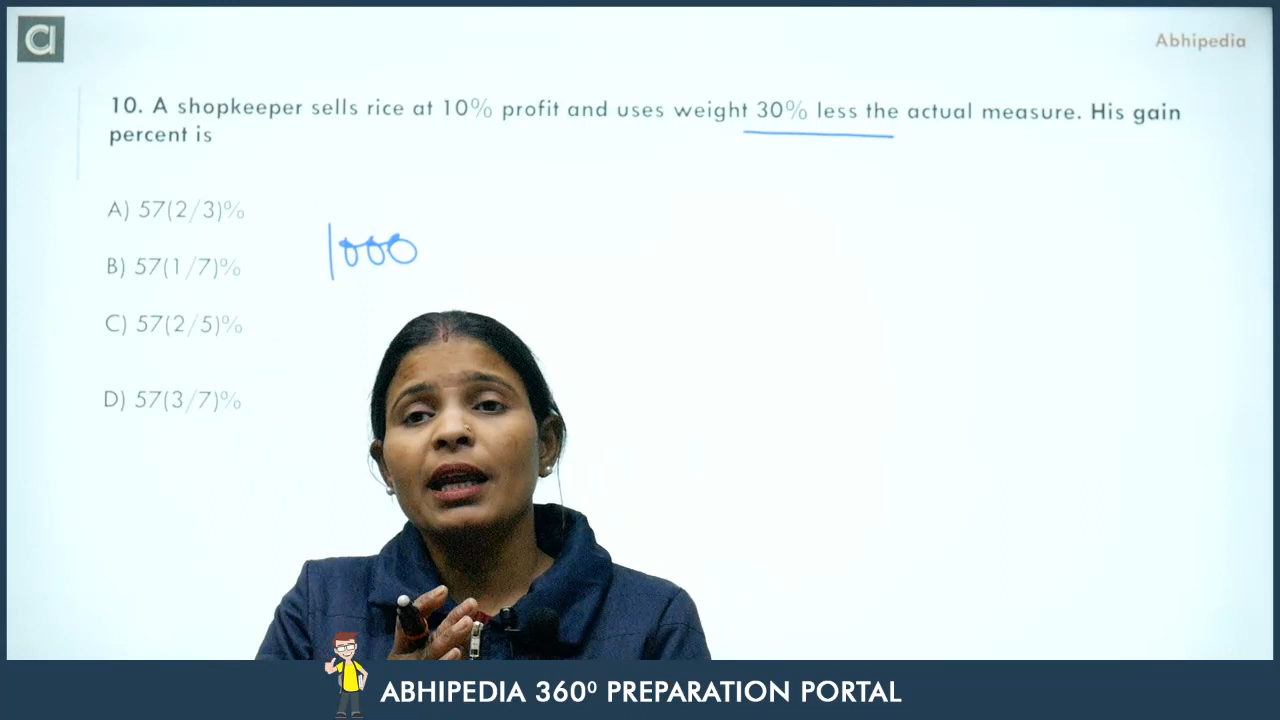 Abhipedia
10. A shopkeeper sells rice at 10% profit and uses weight 30% less the actual measure. His gain
percent is
A) 57(2/3)%
B) 57(1/7)%
1000
C) 57(2/5)%
D) 57(3/7)%
ABHIPEDIA 360⁰ PREPARATION PORTAL